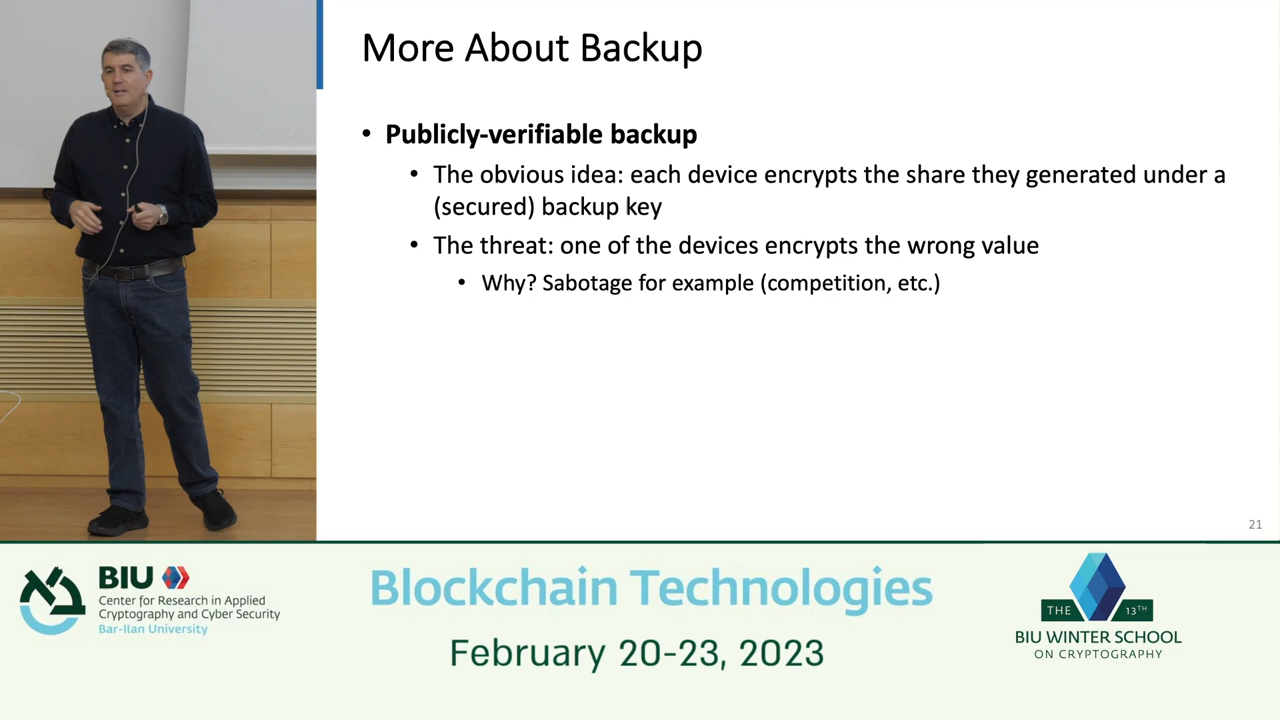 More About Backup
• Publicly-verifiable backup
• The obvious idea: each device encrypts the share they generated under a
(secured) backup key
• The threat: one of the devices encrypts the wrong value
• Why? Sabotage for example (competition, etc.)
21
BIU
Center for Research in Applied
Cryptography and Cyber Security
Bar-Ilan University
Blockchain Technologies
February 20-23, 2023
THE 13TH
BIU WINTER SCHOOL
ON CRYPTOGRAPHY